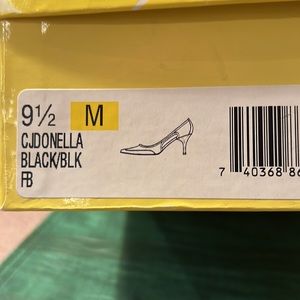 9½ M
CJDONELLA
BLACK/BLK
FB
7 40368 86